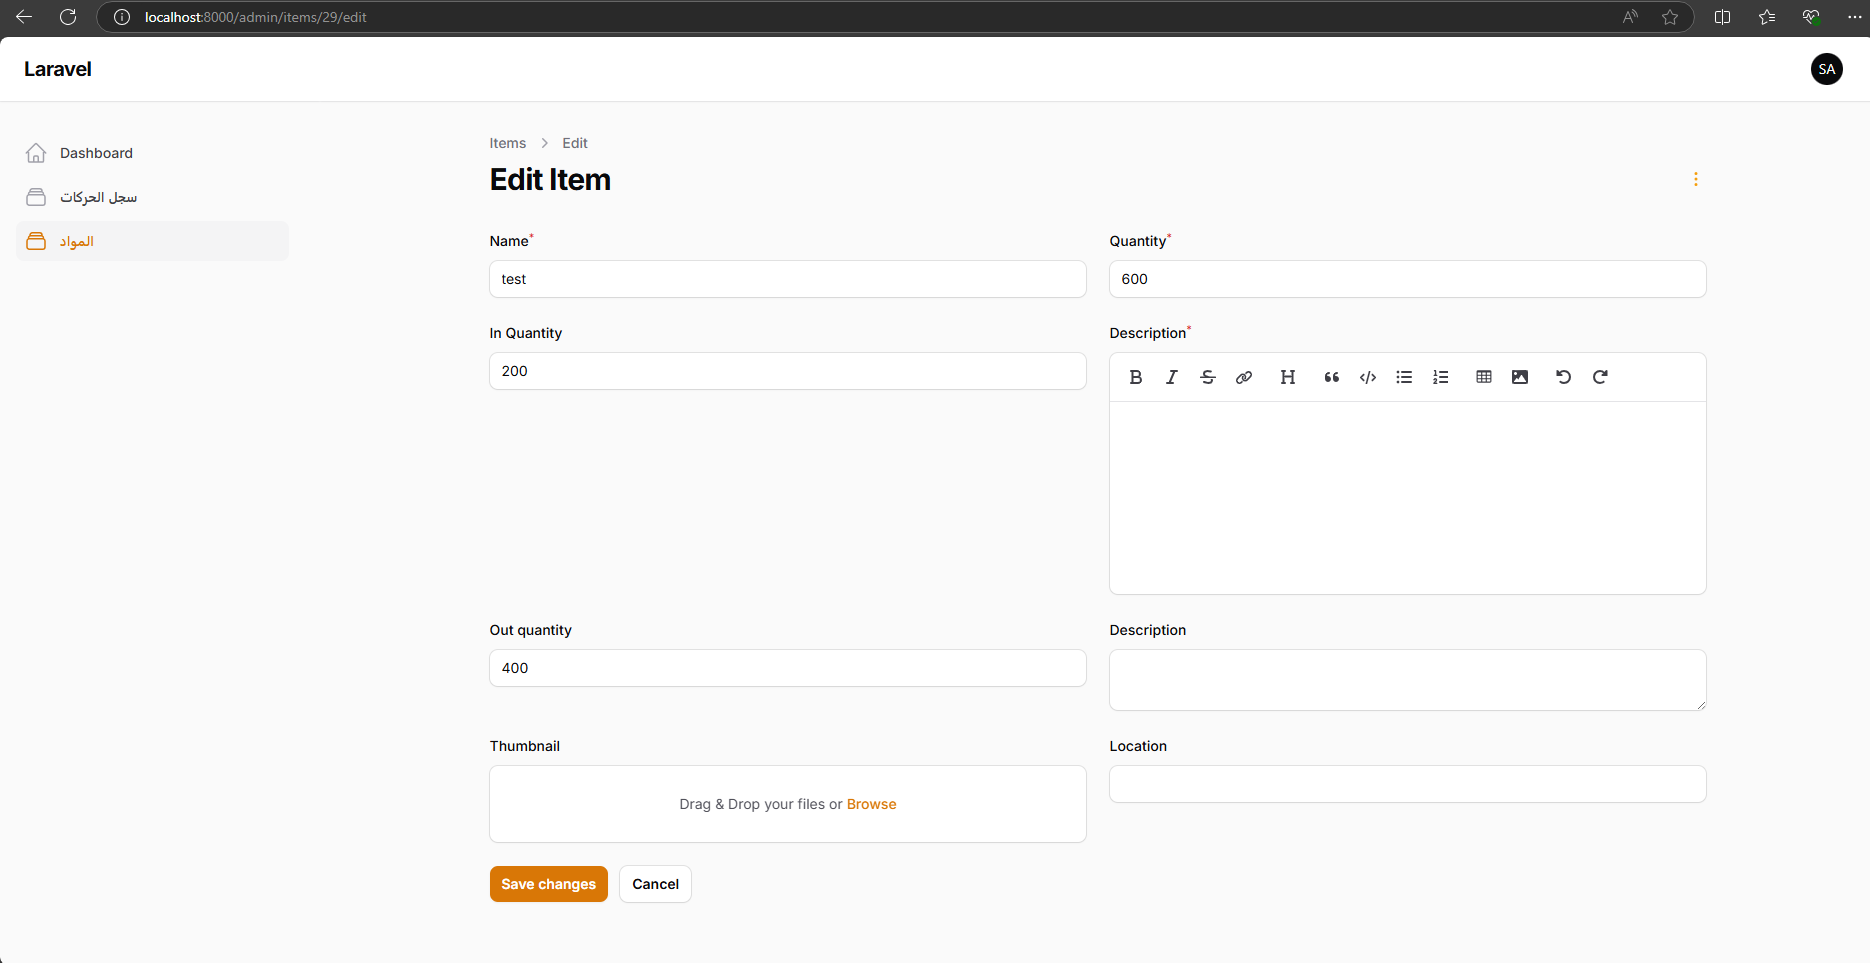 localhost:8000/admin/items/29/edit
Laravel
SA
Dashboard
سجل الحركات
المواد
Items > Edit
Edit Item
Name*
test
Quantity*
600
In Quantity
200
Description*
Out quantity
400
Description
Thumbnail
Drag & Drop your files or Browse
Location
Save changes
Cancel